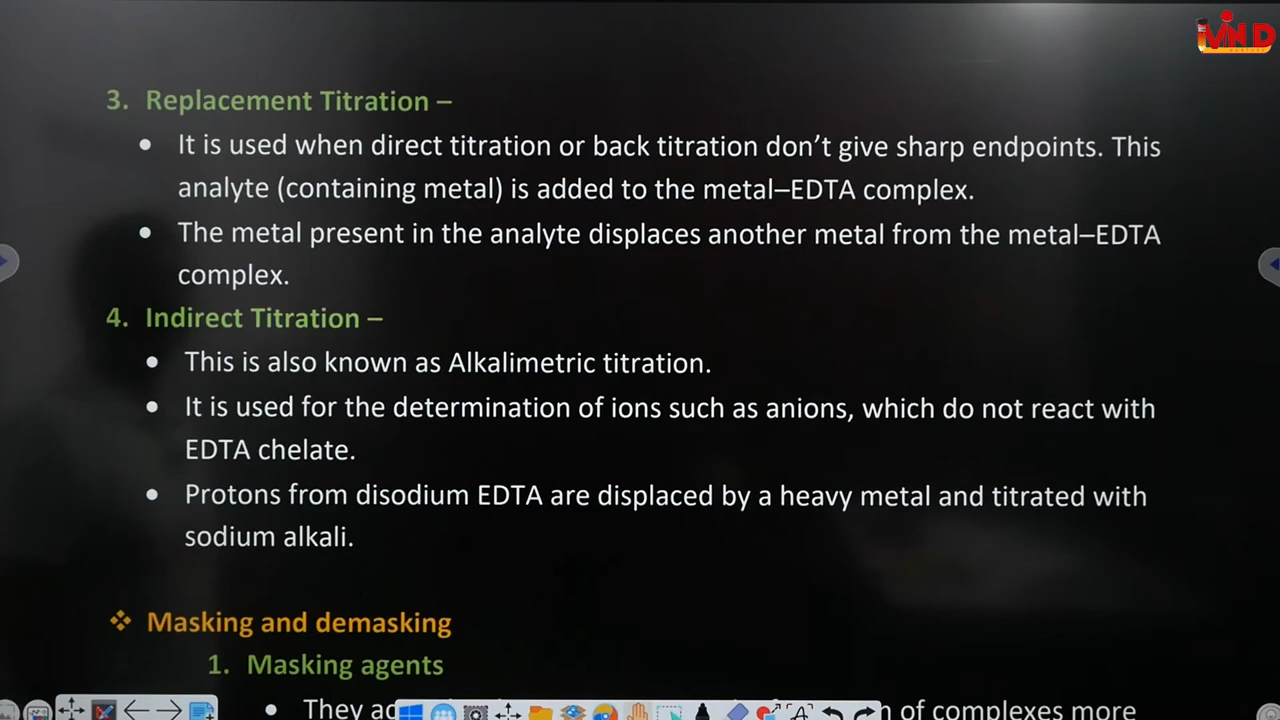 MIND
3. Replacement Titration –
• It is used when direct titration or back titration don't give sharp endpoints. This
analyte (containing metal) is added to the metal–EDTA complex.
• The metal present in the analyte displaces another metal from the metal–EDTA
complex.
4. Indirect Titration –
• This is also known as Alkalimetric titration.
• It is used for the determination of ions such as anions, which do not react with
EDTA chelate.
• Protons from disodium EDTA are displaced by a heavy metal and titrated with
sodium alkali.
❖ Masking and demasking
1. Masking agents
• They of complexes more